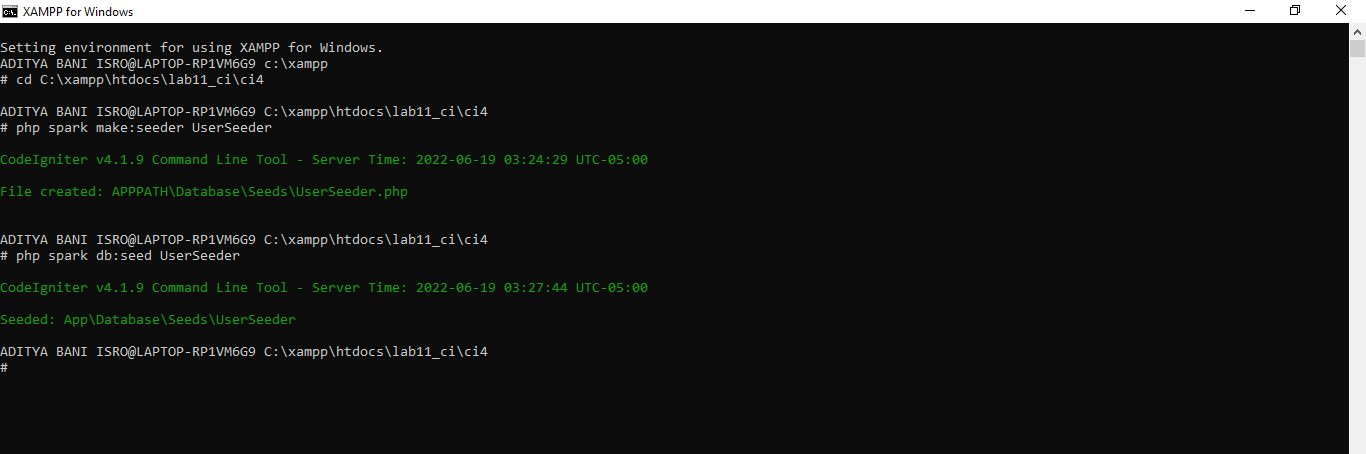 XAMPP for Windows
Setting environment for using XAMPP for Windows.
ADITYA BANI ISRO@LAPTOP-RP1VM6G9 c:\xampp
# cd C:\xampp\htdocs\lab11_ci\ci4
ADITYA BANI ISRO@LAPTOP-RP1VM6G9 C:\xampp\htdocs\lab11_ci\ci4
# php spark make:seeder UserSeeder
CodeIgniter v4.1.9 Command Line Tool - Server Time: 2022-06-19 03:24:29 UTC-05:00
File created: APPPATH\Database\Seeds\UserSeeder.php
ADITYA BANI ISRO@LAPTOP-RP1VM6G9 C:\xampp\htdocs\lab11_ci\ci4
# php spark db:seed UserSeeder
CodeIgniter v4.1.9 Command Line Tool - Server Time: 2022-06-19 03:27:44 UTC-05:00
Seeded: App\Database\Seeds\UserSeeder
ADITYA BANI ISRO@LAPTOP-RP1VM6G9 C:\xampp\htdocs\lab11_ci\ci4
#